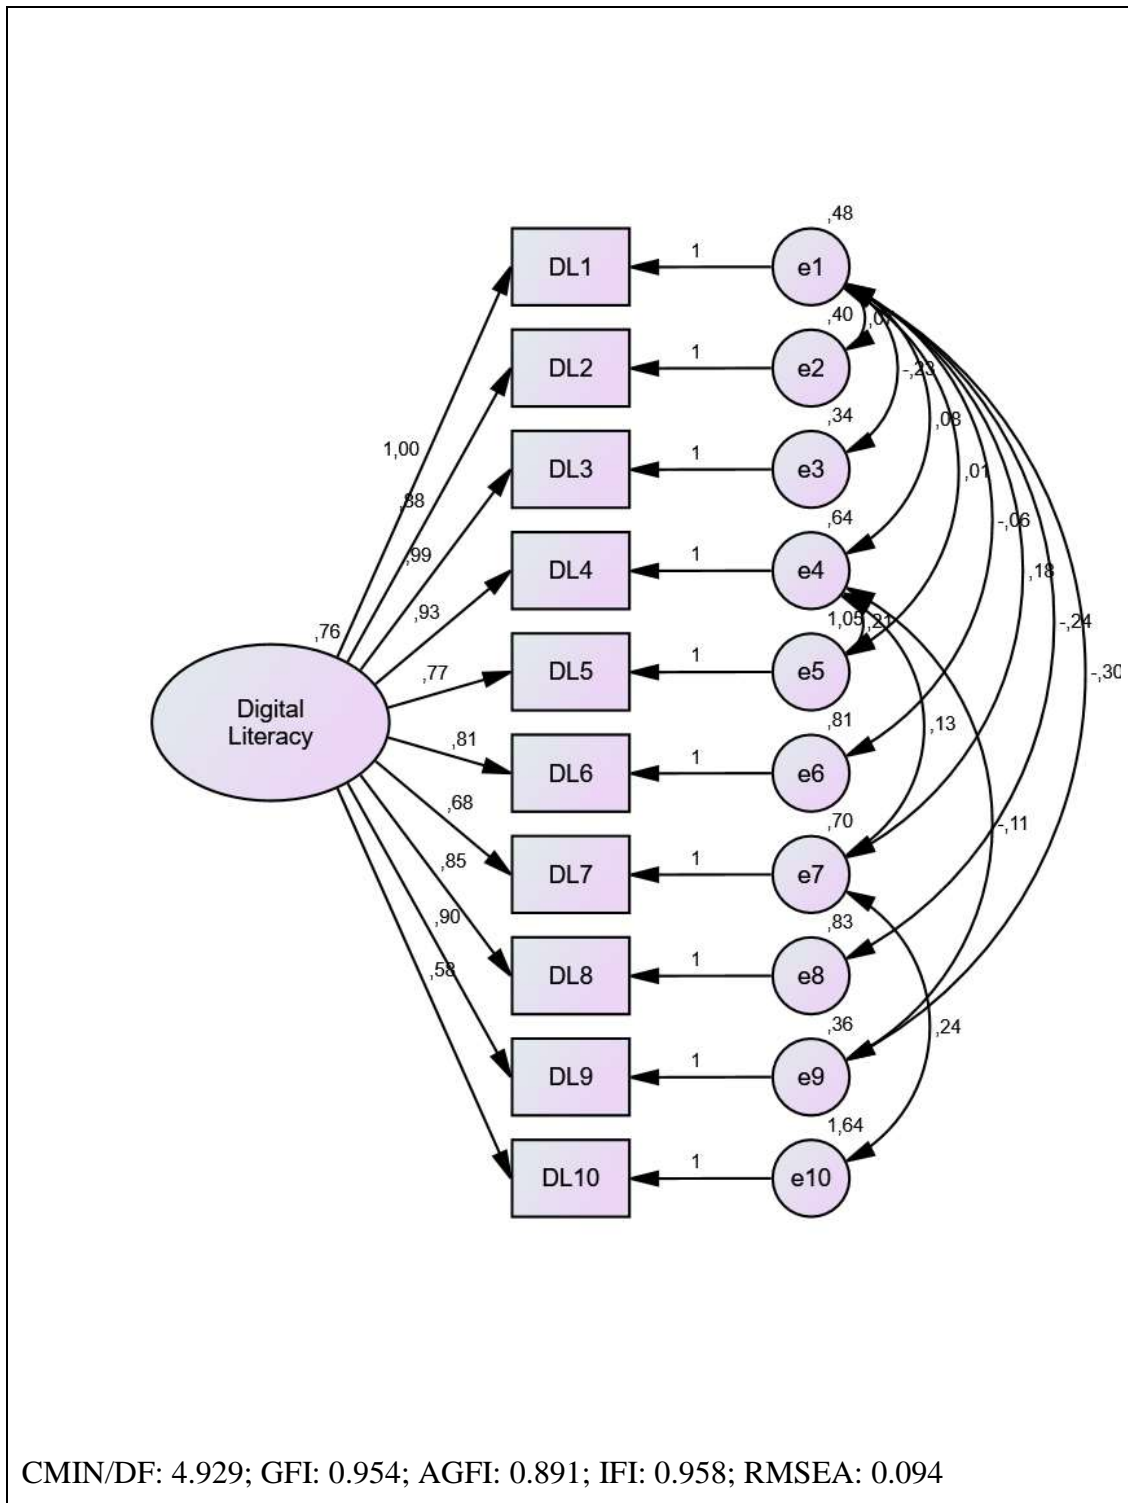 ,48
DL1
1
e1
,40
DL2
1
e2
-,23
,34
1,00
DL3
1
e3
,08
,88
,64
,01
,99
DL4
1
e4
-,06
,93
,18
,76
1,05
,21
-,24
,77
DL5
1
e5
-,30
Digital
Literacy
,81
,81
DL6
1
e6
,13
,68
,70
-,11
,85
DL7
1
e7
,90
,83
,58
DL8
1
e8
,36
,24
DL9
1
e9
1,64
DL10
1
e10
CMIN/DF: 4.929; GFI: 0.954; AGFI: 0.891; IFI: 0.958; RMSEA: 0.094